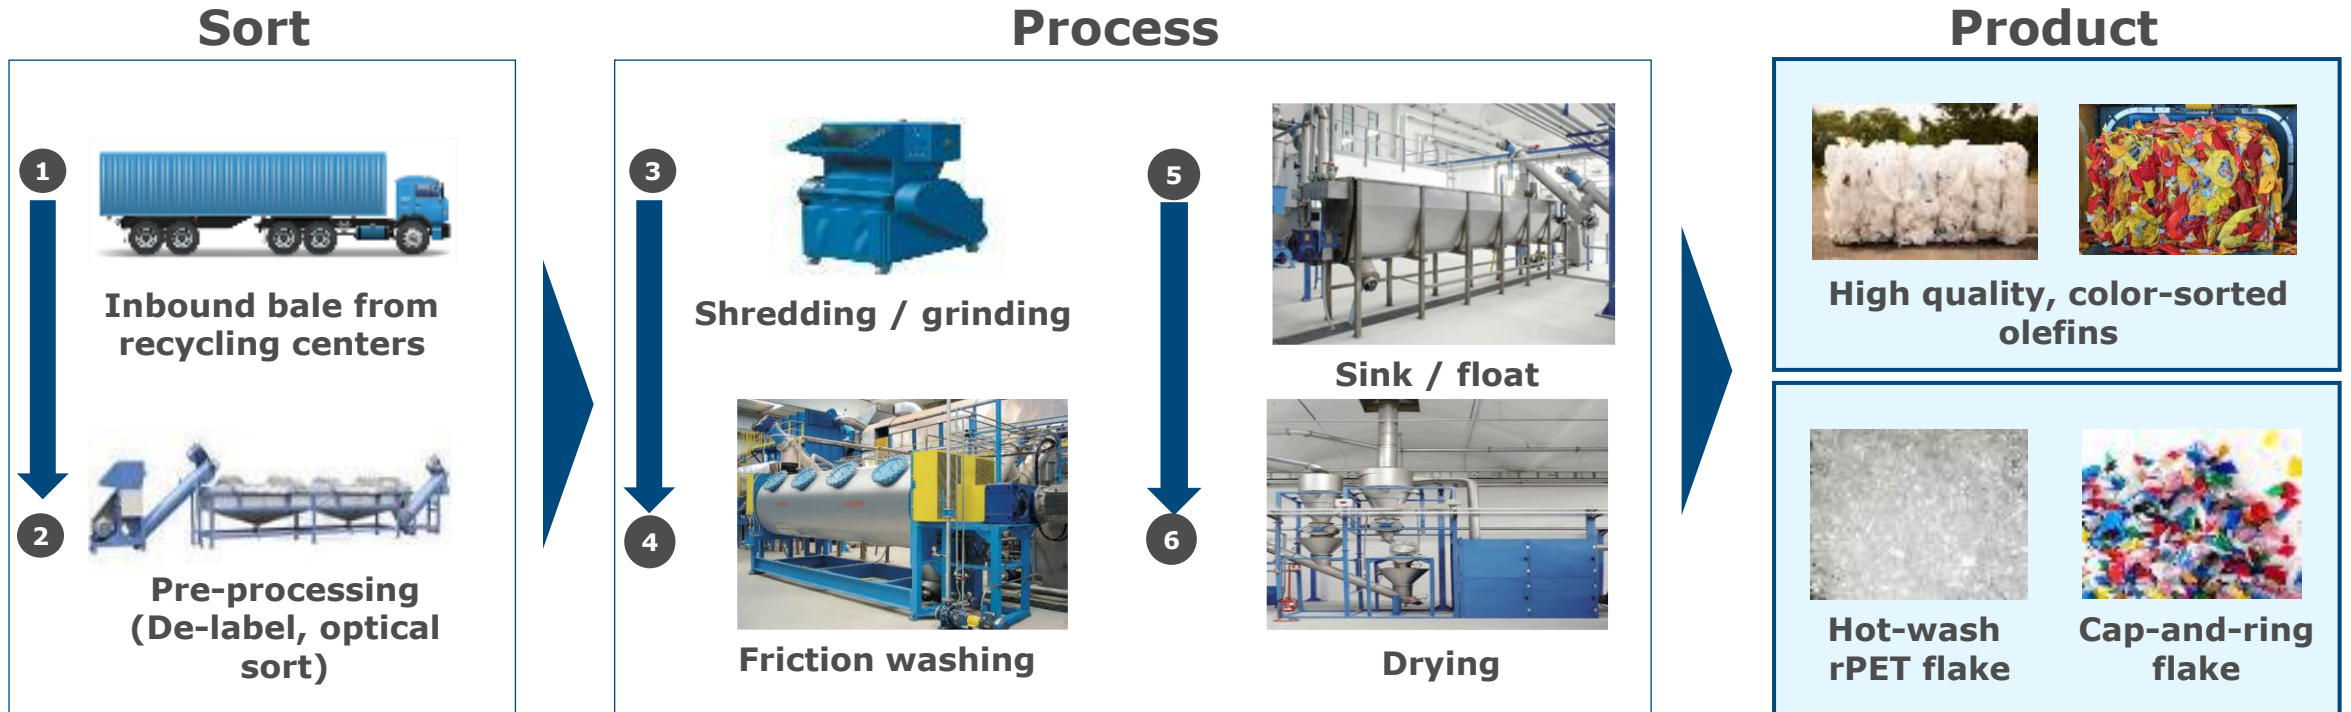 Sort
1
Inbound bale from
recycling centers
2
Pre-processing
(De-label, optical
sort)
Process
3
Shredding / grinding
4
Friction washing
5
Sink / float
6
Drying
Product
High quality, color-sorted
olefins
Hot-wash
rPET flake
Cap-and-ring
flake